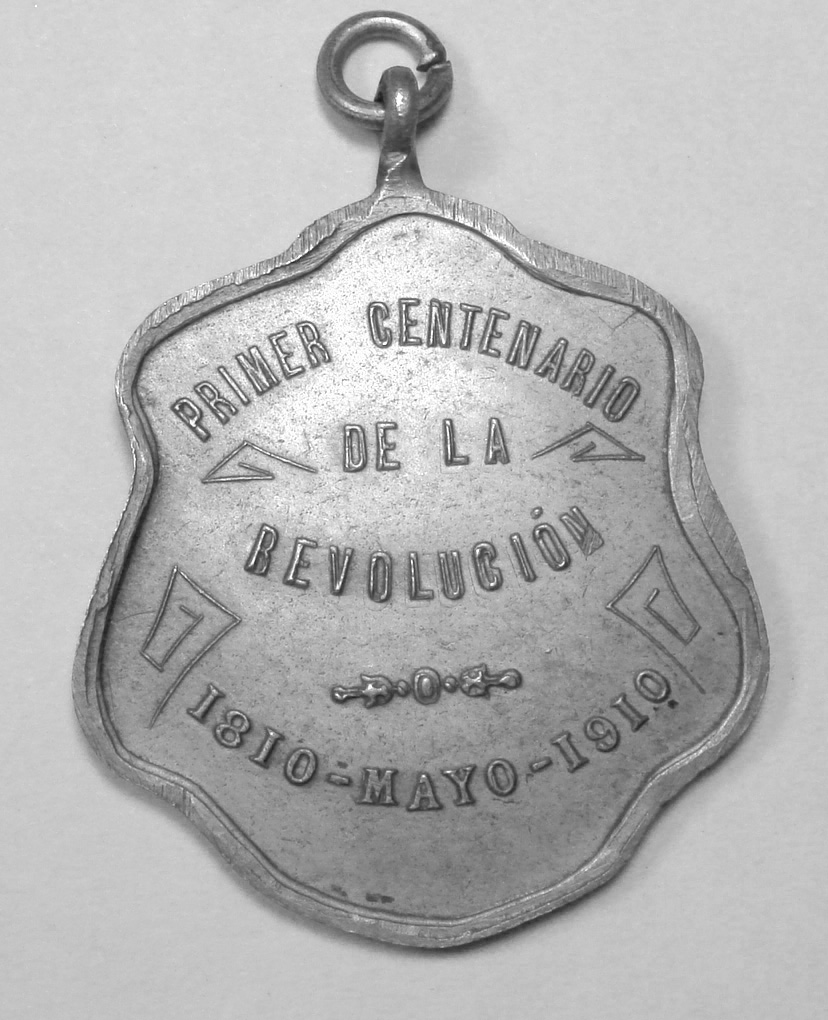 PRIMER CENTENARIO
DE LA
REVOLUCIÓN
1810-MAYO-1910